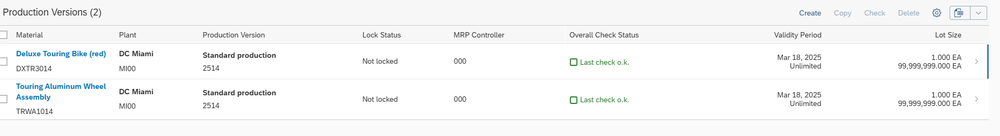 Production Versions (2)
Create Copy Check Delete
Material Plant Production Version Lock Status MRP Controller Overall Check Status Validity Period Lot Size
Deluxe Touring Bike (red)
DXTR3014
DC Miami
MI00
Standard production
2514
Not locked
000
Last check o.k.
Mar 18, 2025
Unlimited
1.000 EA
99,999,999.000 EA
Touring Aluminum Wheel
Assembly
TRWA1014
DC Miami
MI00
Standard production
2514
Not locked
000
Last check o.k.
Mar 18, 2025
Unlimited
1.000 EA
99,999,999.000 EA